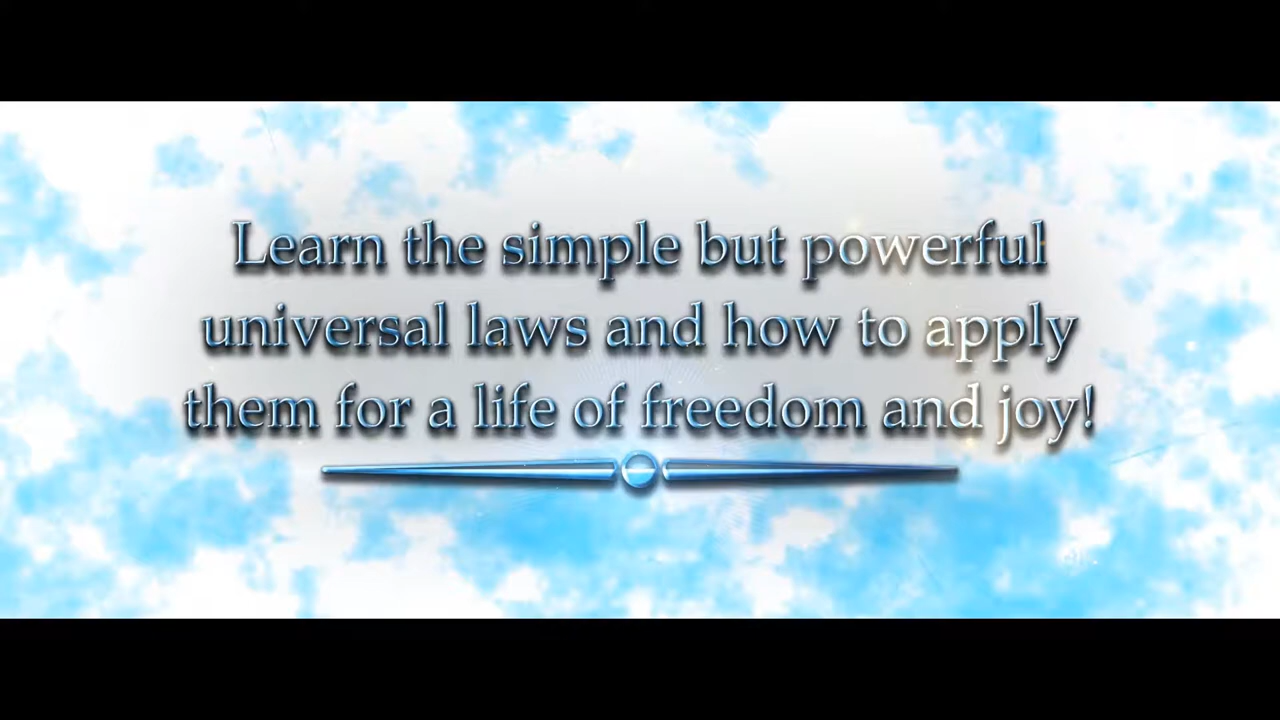 Learn the simple but powerful
universal laws and how to apply
them for a life of freedom and joy!